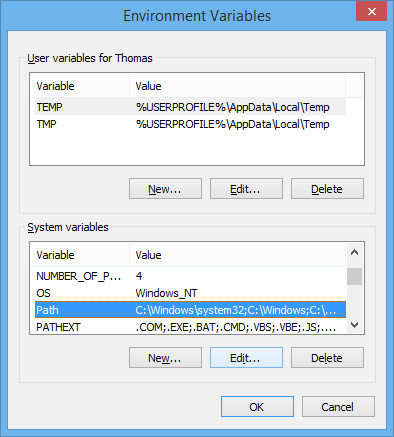 Environment Variables
User variables for Thomas
Variable Value
TEMP %USERPROFILE%\AppData\Local\Temp
TMP %USERPROFILE%\AppData\Local\Temp
New... Edit... Delete
System variables
Variable Value
NUMBER_OF_P... 4
OS Windows_NT
Path C:\Windows\system32;C:\Windows;C:\...
PATHEXT .COM;.EXE;.BAT;.CMD;.VBS;.VBE;.JS;....
New... Edit... Delete
OK Cancel